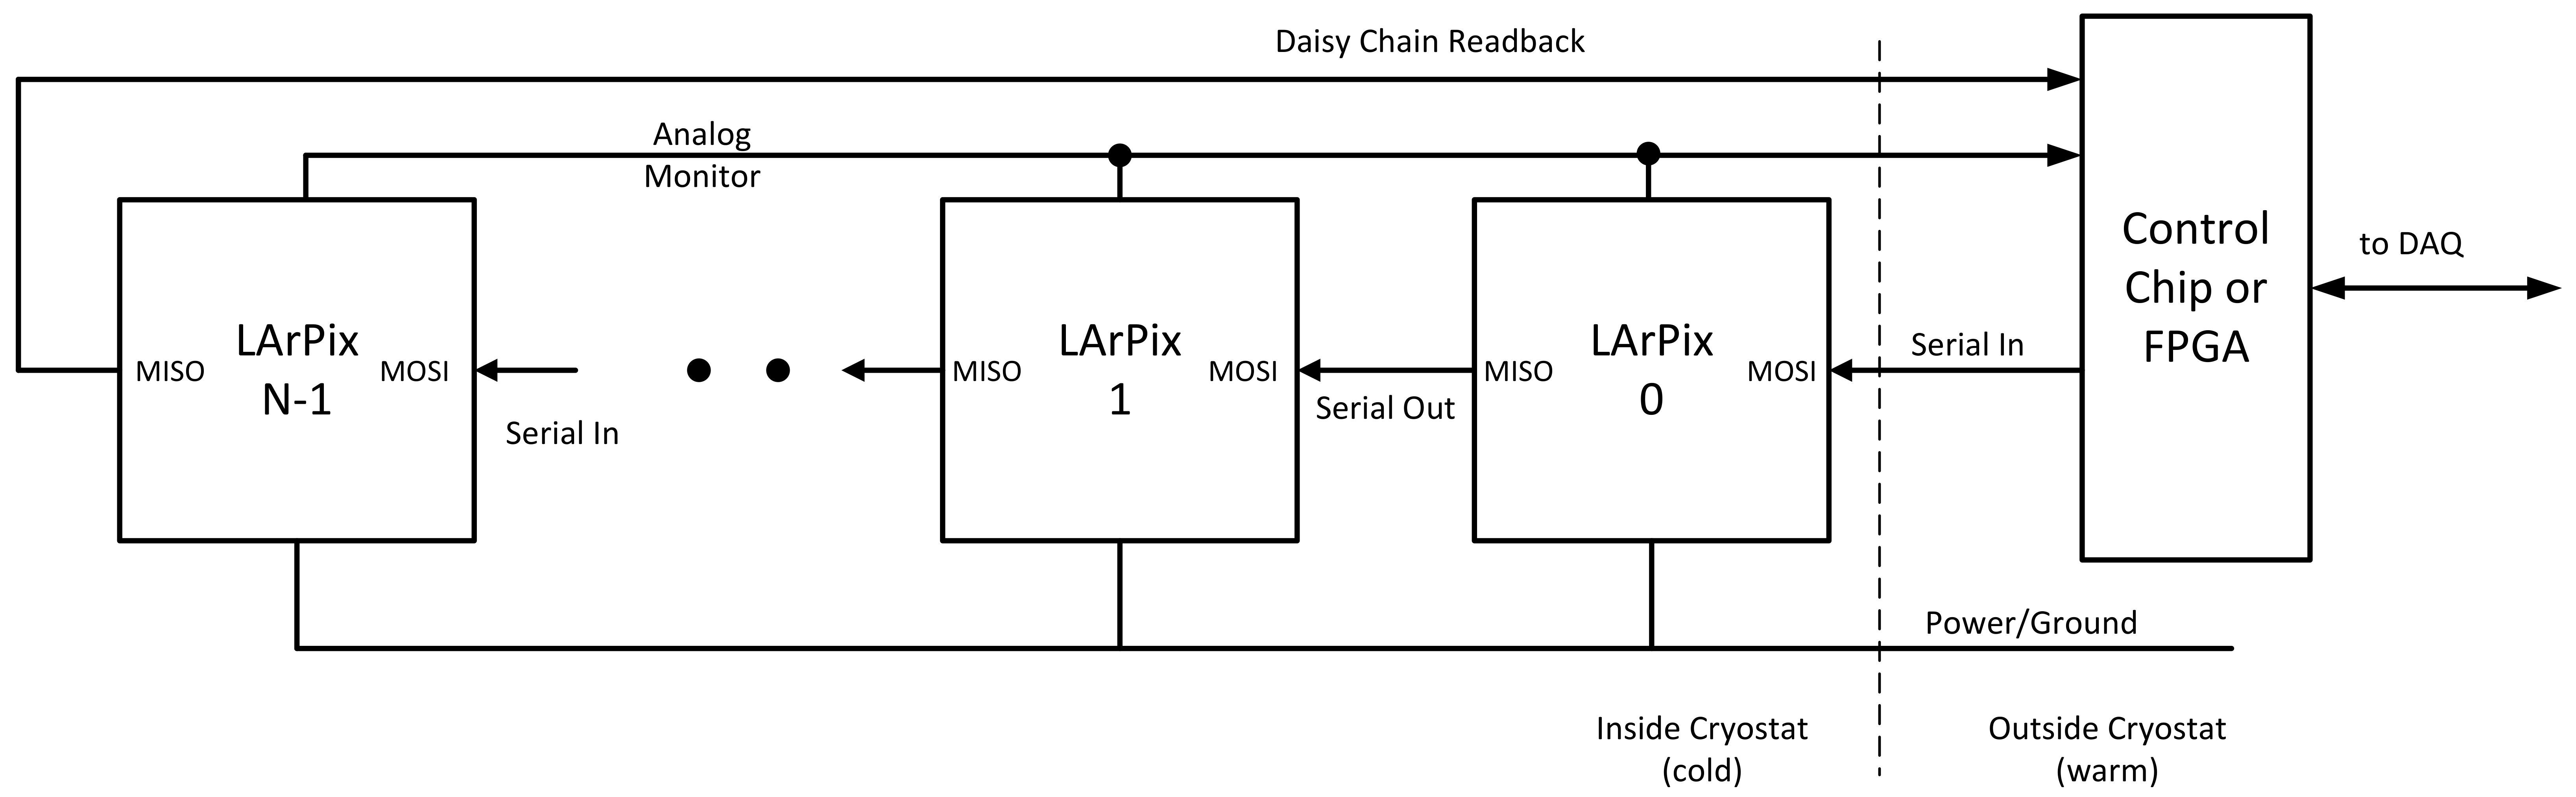 Daisy Chain Readback
Analog
Monitor
Control
Chip or
FPGA
to DAQ
MISO
LArPix
N-1
MOSI
Serial In
MISO
LArPix
1
MOSI
Serial Out
MISO
LArPix
0
MOSI
Serial In
Power/Ground
Inside Cryostat
(cold)
Outside Cryostat
(warm)